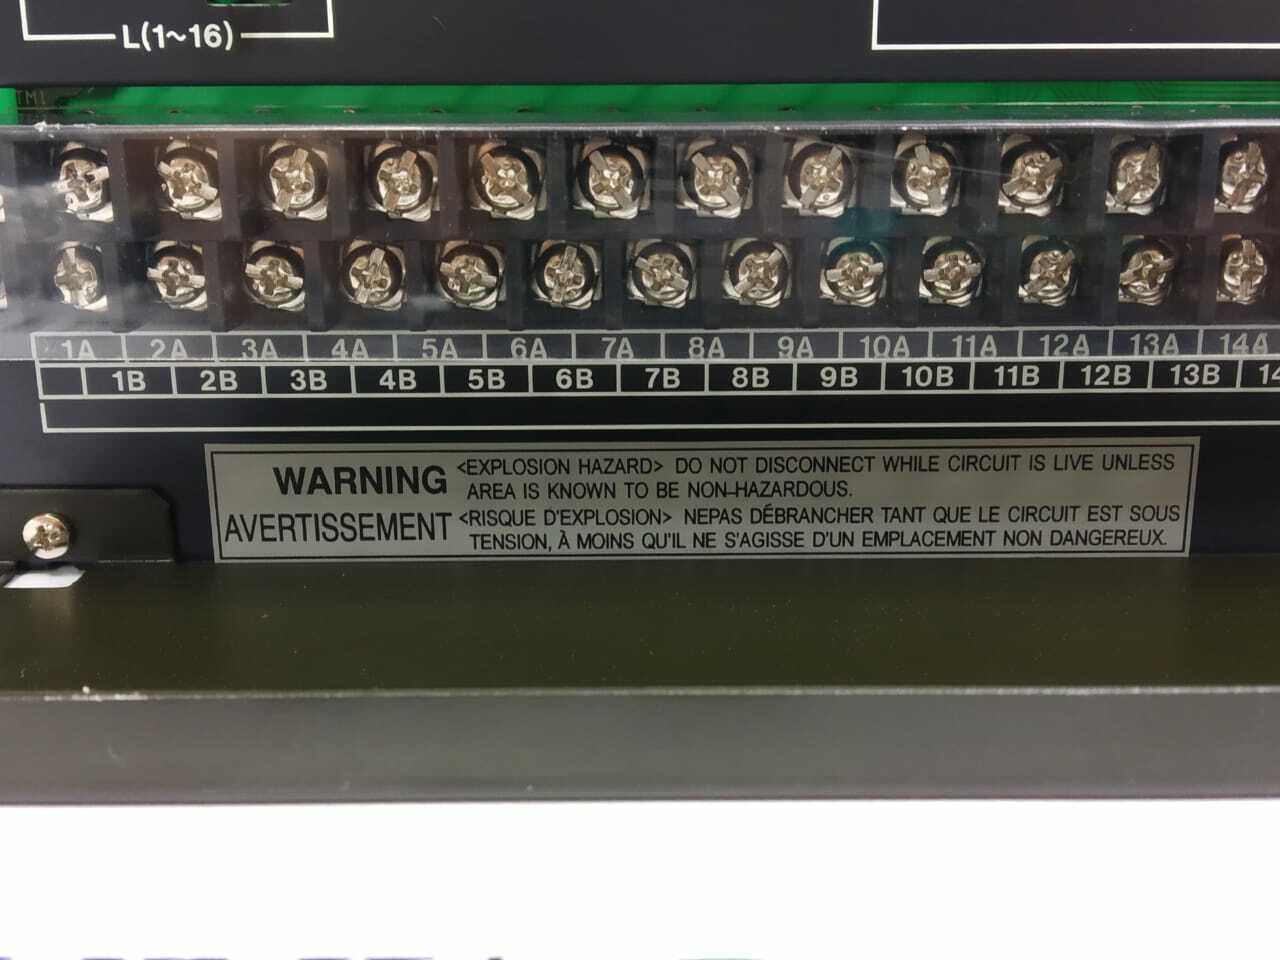 L(1~16)
TM1
1A 2A 3A 4A 5A 6A 7A 8A 9A 10A 11A 12A 13A 14A
1B 2B 3B 4B 5B 6B 7B 8B 9B 10B 11B 12B 13B
WARNING <EXPLOSION HAZARD> DO NOT DISCONNECT WHILE CIRCUIT IS LIVE UNLESS
AREA IS KNOWN TO BE NON-HAZARDOUS.
AVERTISSEMENT <RISQUE D'EXPLOSION> NEPAS DÉBRANCHER TANT QUE LE CIRCUIT EST SOUS
TENSION, À MOINS QU'IL NE S'AGISSE D'UN EMPLACEMENT NON DANGEREUX.